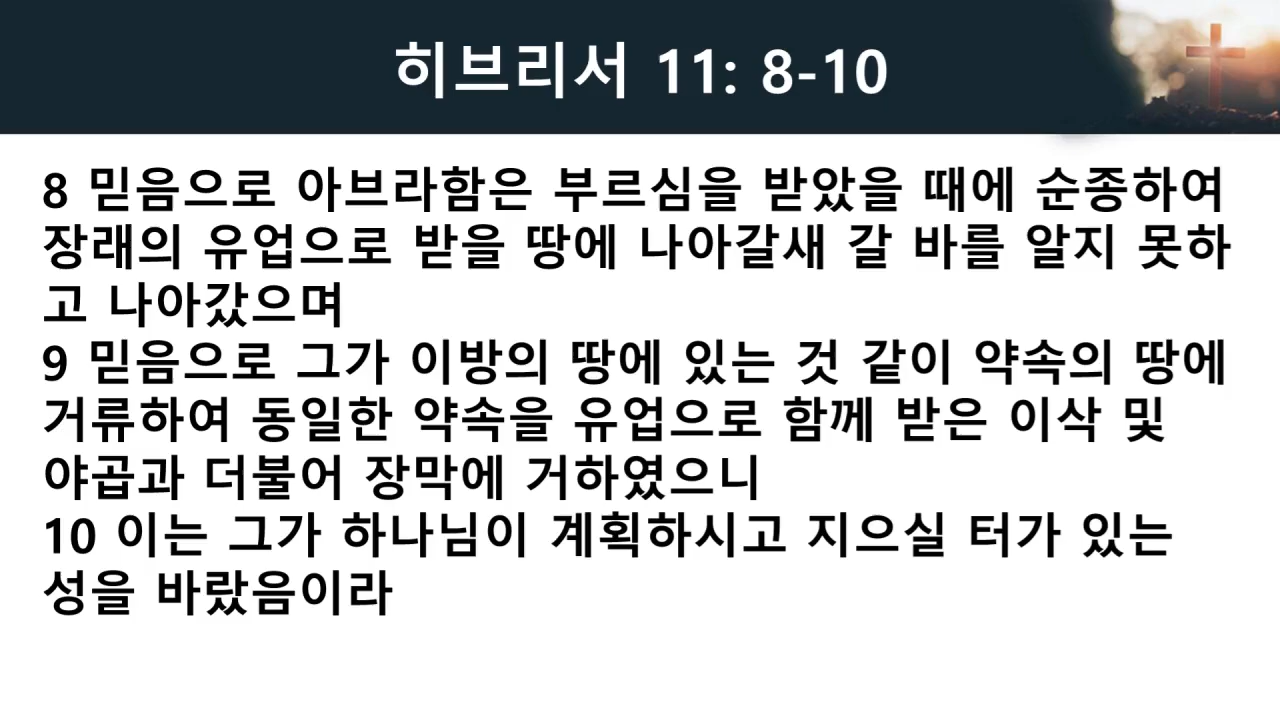 히브리서 11: 8-10
8 믿음으로 아브라함은 부르심을 받았을 때에 순종하여
장래의 유업으로 받을 땅에 나아갈새 갈 바를 알지 못하
고 나아갔으며
9 믿음으로 그가 이방의 땅에 있는 것 같이 약속의 땅에
거류하여 동일한 약속을 유업으로 함께 받은 이삭 및
야곱과 더불어 장막에 거하였으니
10 이는 그가 하나님이 계획하시고 지으실 터가 있는
성을 바랐음이라